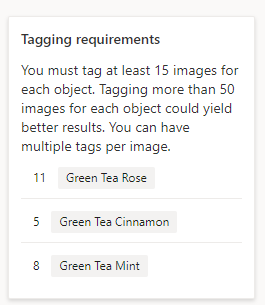 Tagging requirements
You must tag at least 15 images for
each object. Tagging more than 50
images for each object could yield
better results. You can have
multiple tags per image.
11 Green Tea Rose
5 Green Tea Cinnamon
8 Green Tea Mint